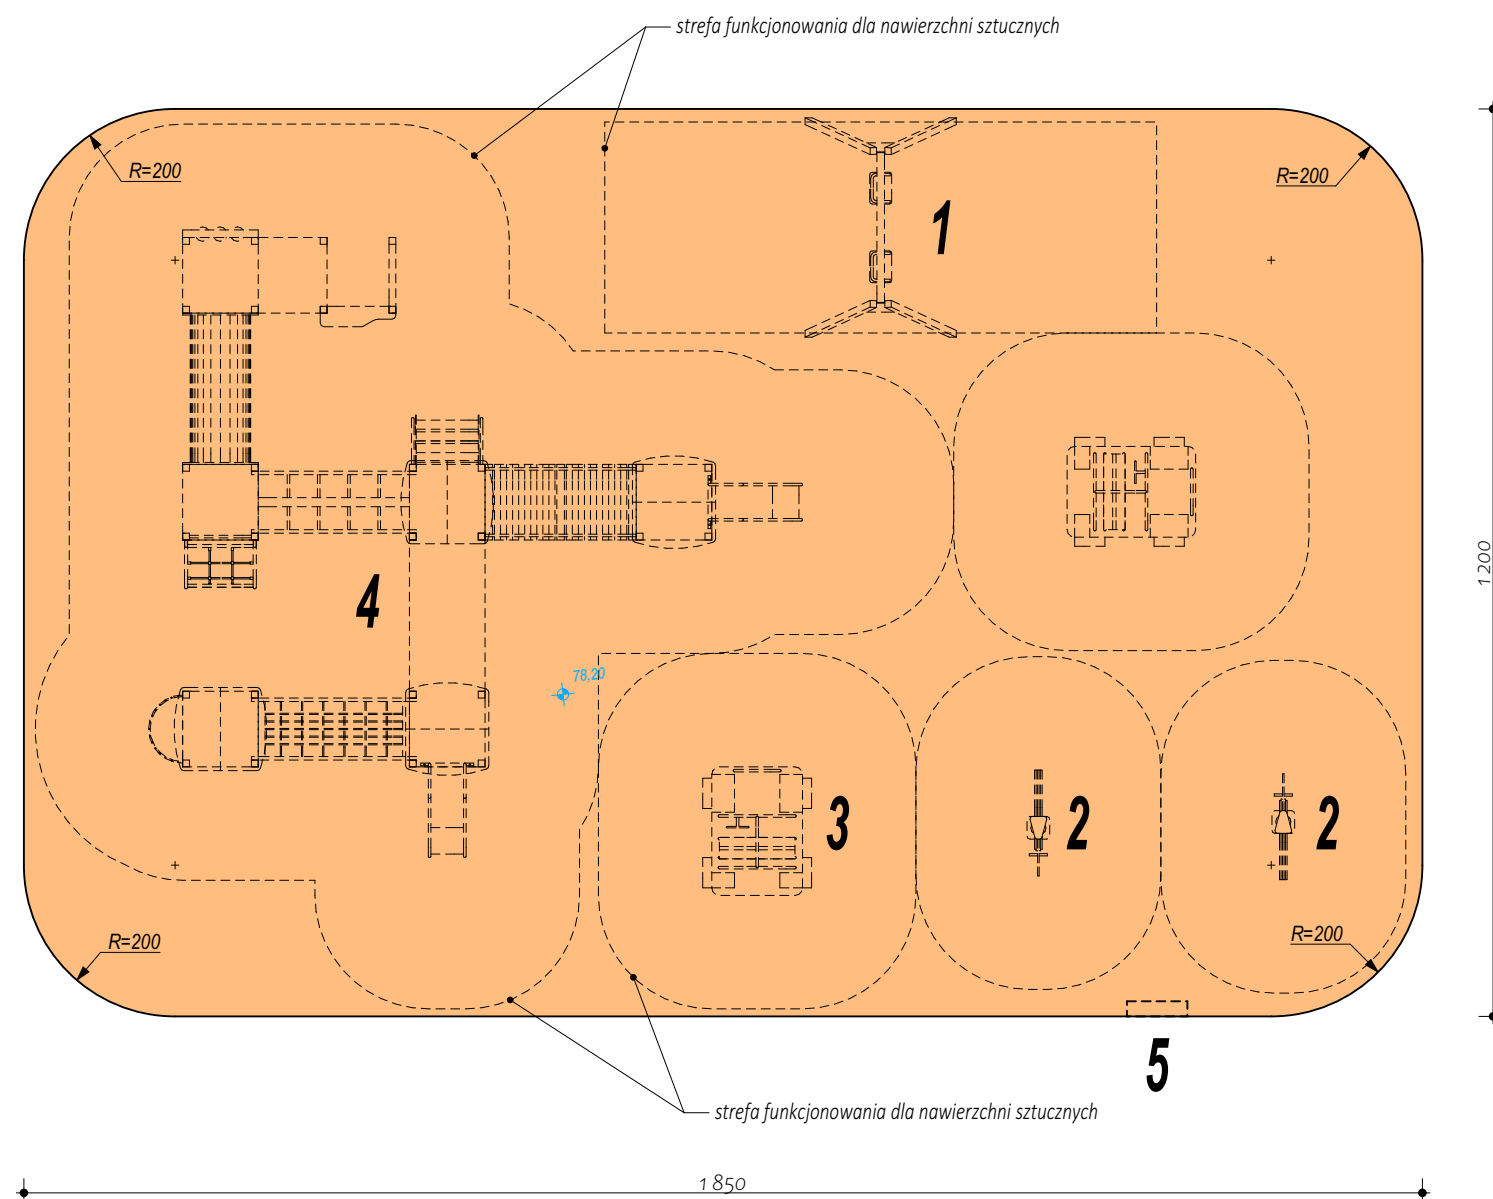 strefa funkcjonowania dla nawierzchni sztucznych
R=200
R=200
1
1200
4
78,20
3
2
2
R=200
R=200
5
strefa funkcjonowania dla nawierzchni sztucznych
1850